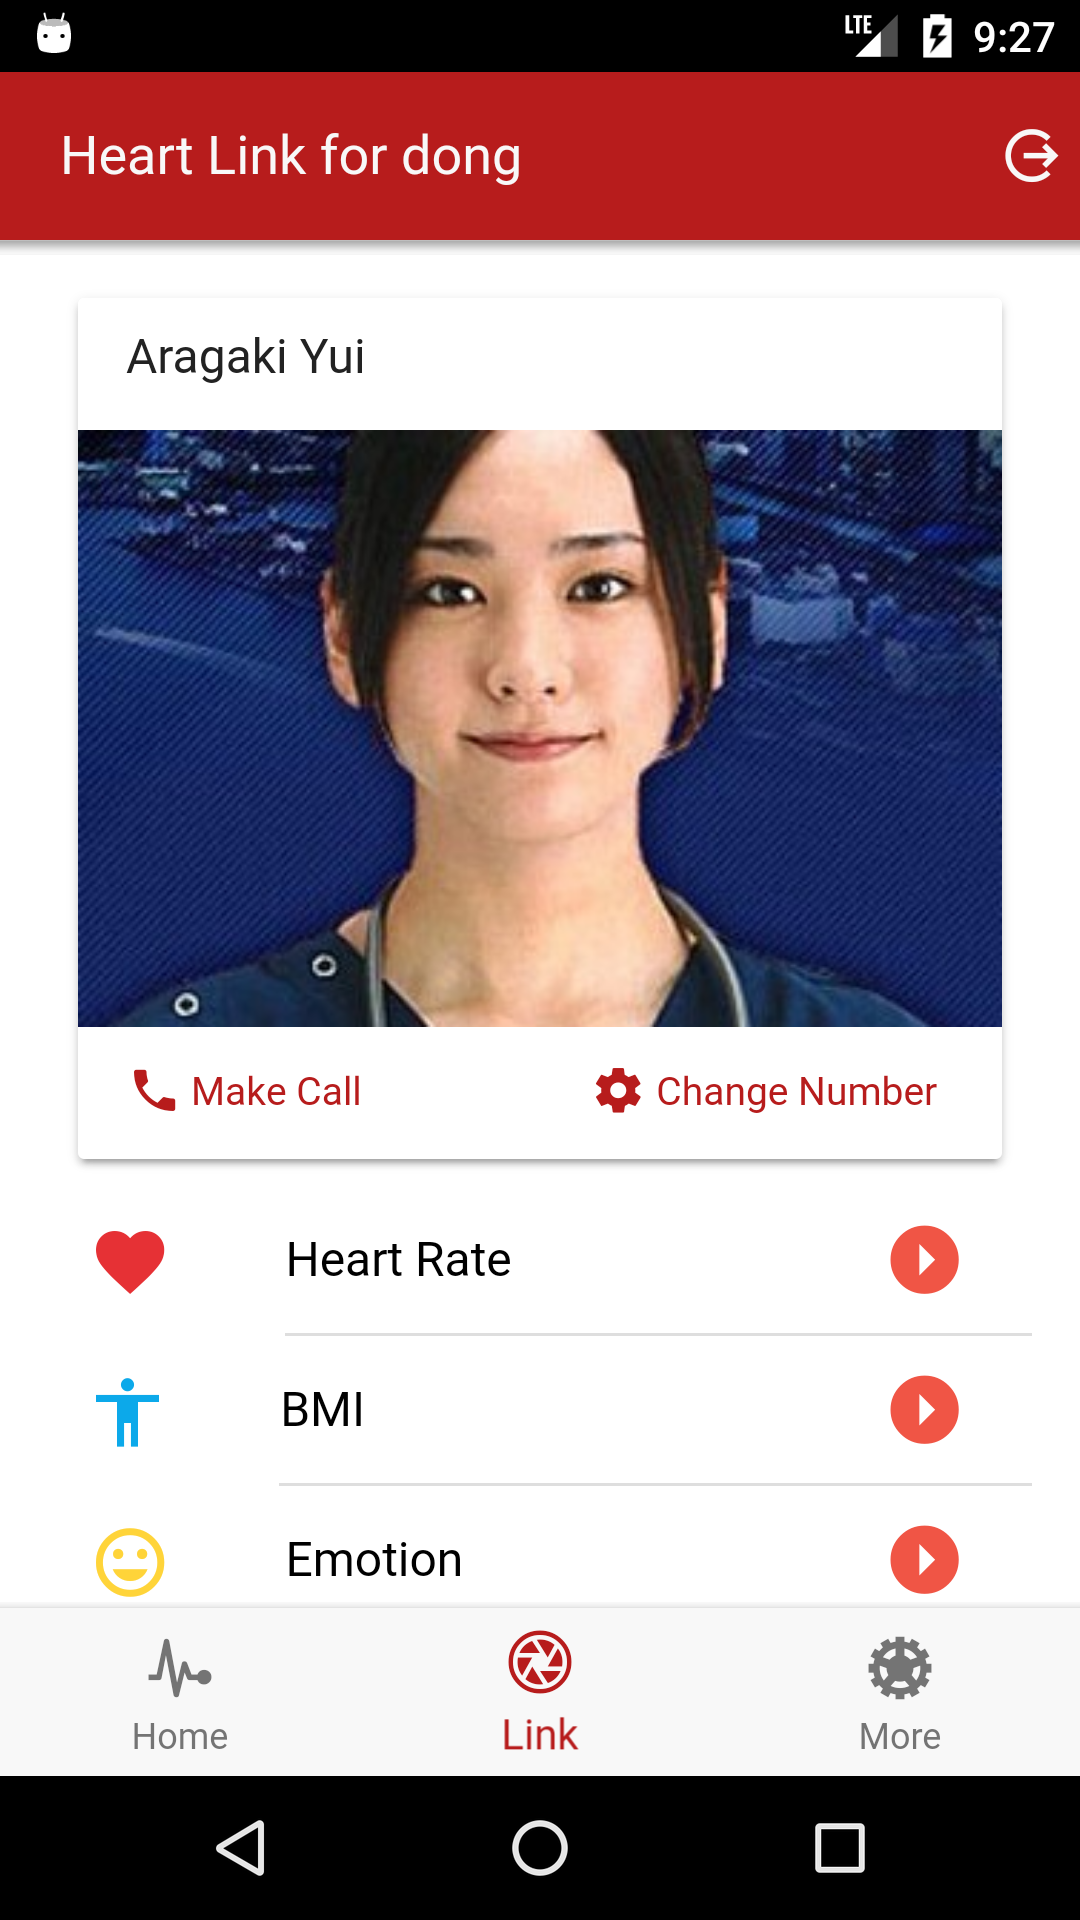 LTE 9:27
Heart Link for dong
Aragaki Yui
Make Call Change Number
Heart Rate
BMI
Emotion
Home Link More